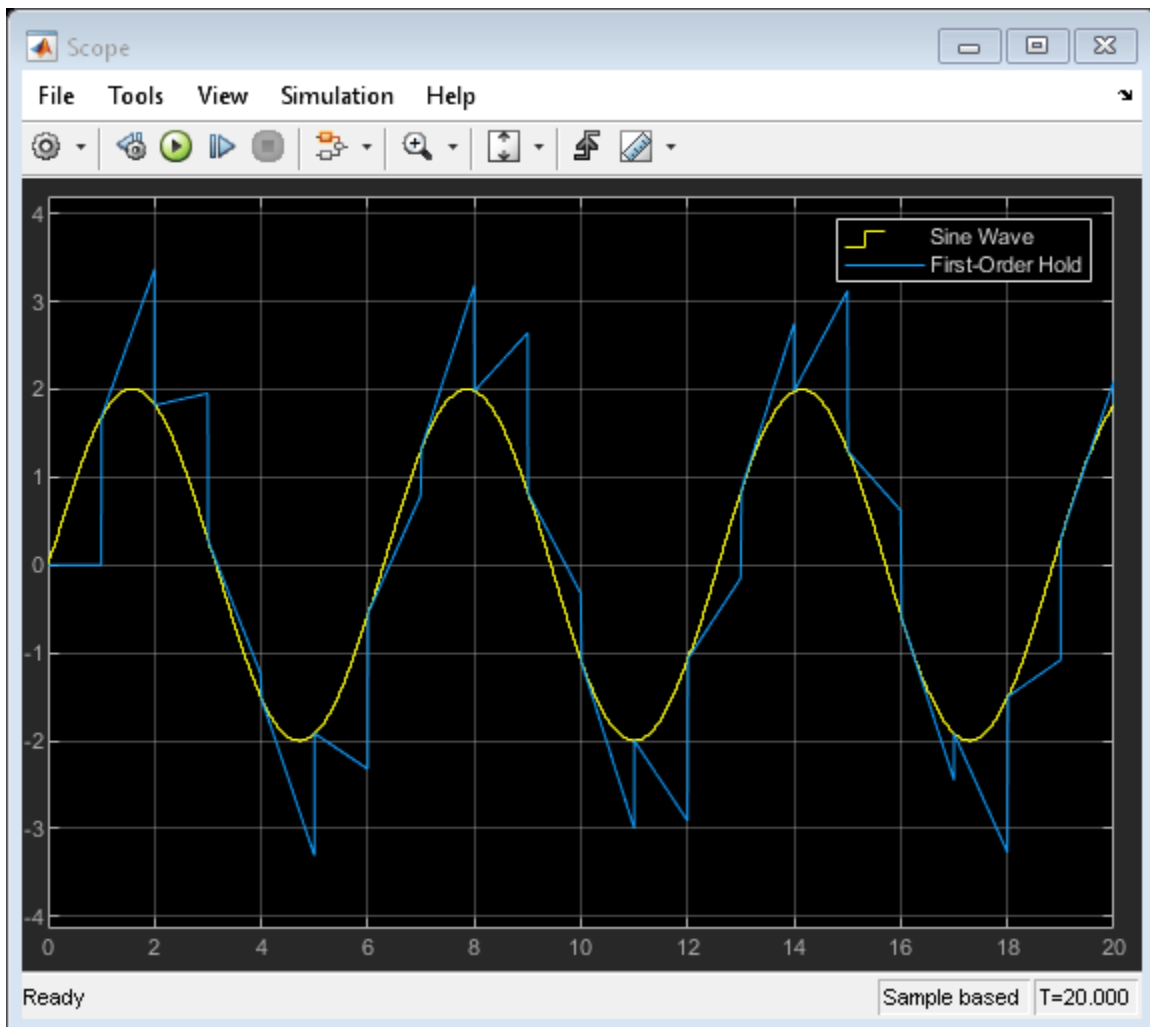 Scope
File Tools View Simulation Help
Sine Wave
First-Order Hold
4
3
2
1
0
-1
-2
-3
-4
0 2 4 6 8 10 12 14 16 18 20
Ready Sample based T=20.000